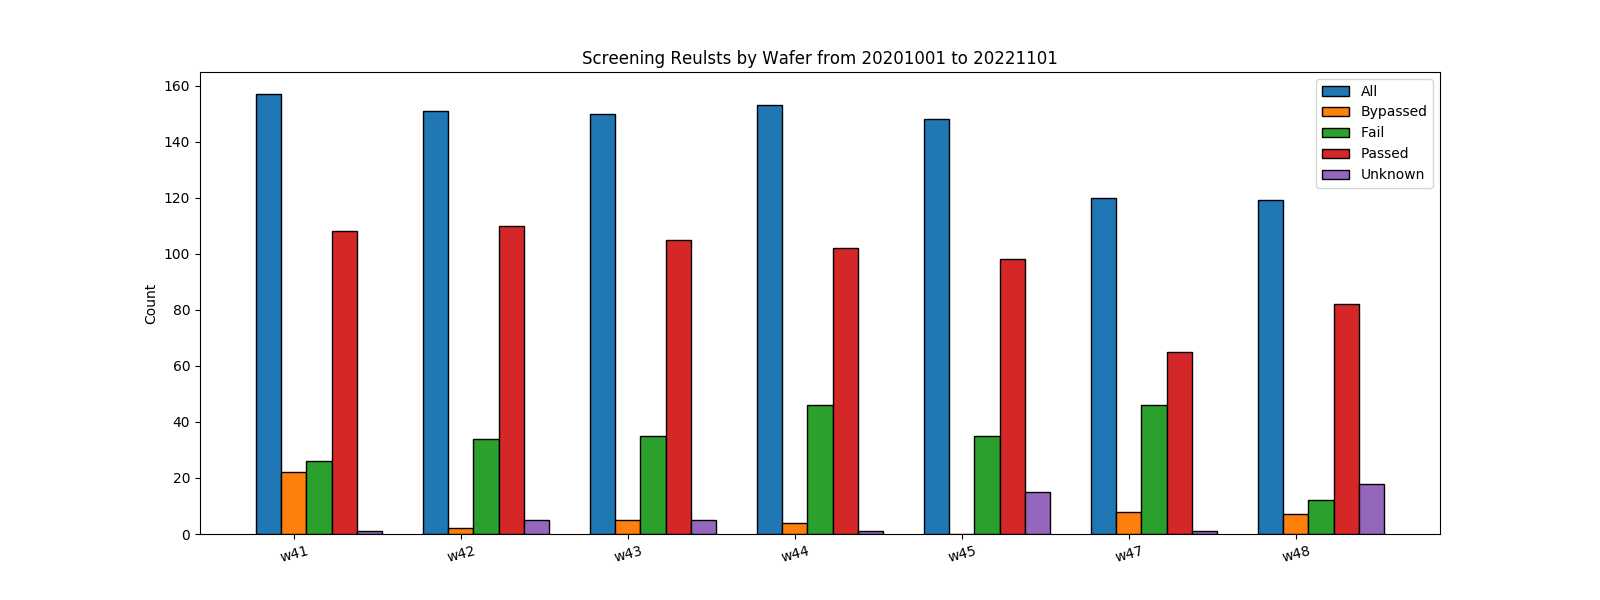 Screening Reulsts by Wafer from 20201001 to 20221101
160
140
120
100
80
60
40
20
0
Count
All
Bypassed
Fail
Passed
Unknown
w41
w42
w43
w44
w45
w47
w48